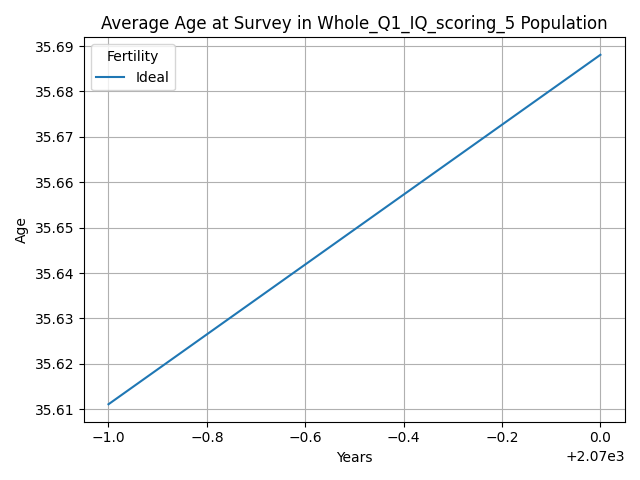 Average Age at Survey in Whole_Q1_IQ_scoring_5 Population
Fertility
Ideal
Age
35.69
35.68
35.67
35.66
35.65
35.64
35.63
35.62
35.61
−1.0 −0.8 −0.6 −0.4 −0.2 0.0
+2.07e3
Years